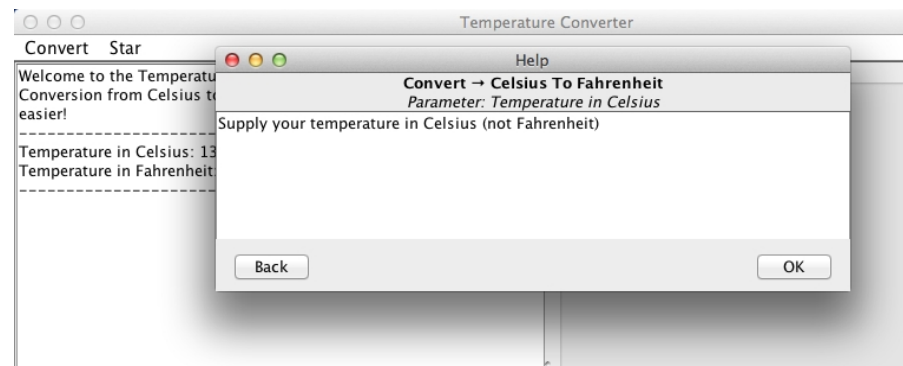 Temperature Converter
Convert Star
Welcome to the Temperatu
Conversion from Celsius to
easier!
--------------------
Temperature in Celsius: 13
Temperature in Fahrenheit:
--------------------
Help
Convert → Celsius To Fahrenheit
Parameter: Temperature in Celsius
Supply your temperature in Celsius (not Fahrenheit)
Back
OK